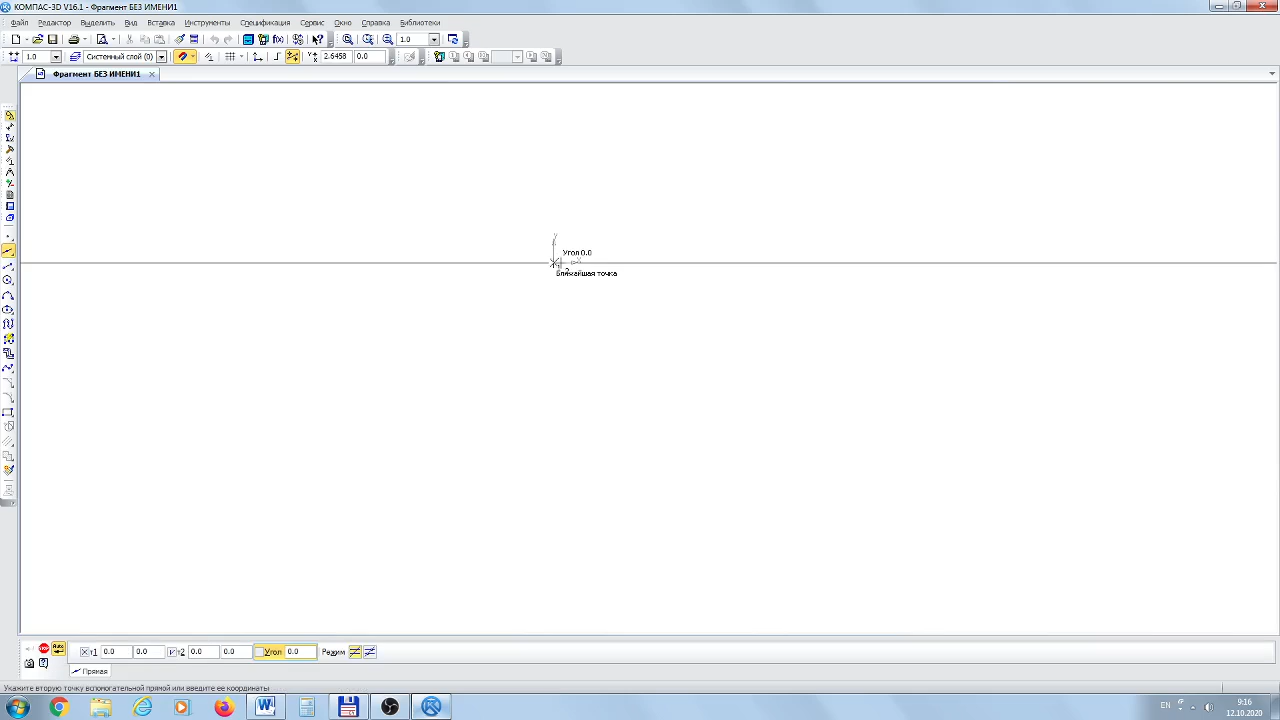 КОМПАС-3D V16.1 - Фрагмент БЕЗ ИМЕНИ1
Файл Редактор Выделить Вид Вставка Инструменты Спецификация Сервис Окно Справка Библиотеки
f(x) 1.0
1.0 Системный слой (0) 2.6458 0.0
Фрагмент БЕЗ ИМЕНИ1
Y
Угол 0.0
X
Ближайшая точка
1 0.0 0.0 2 0.0 0.0 Угол 0.0 Режим
Прямая
Укажите вторую точку вспомогательной прямой или введите ее координаты
EN 9:16
12.10.2020